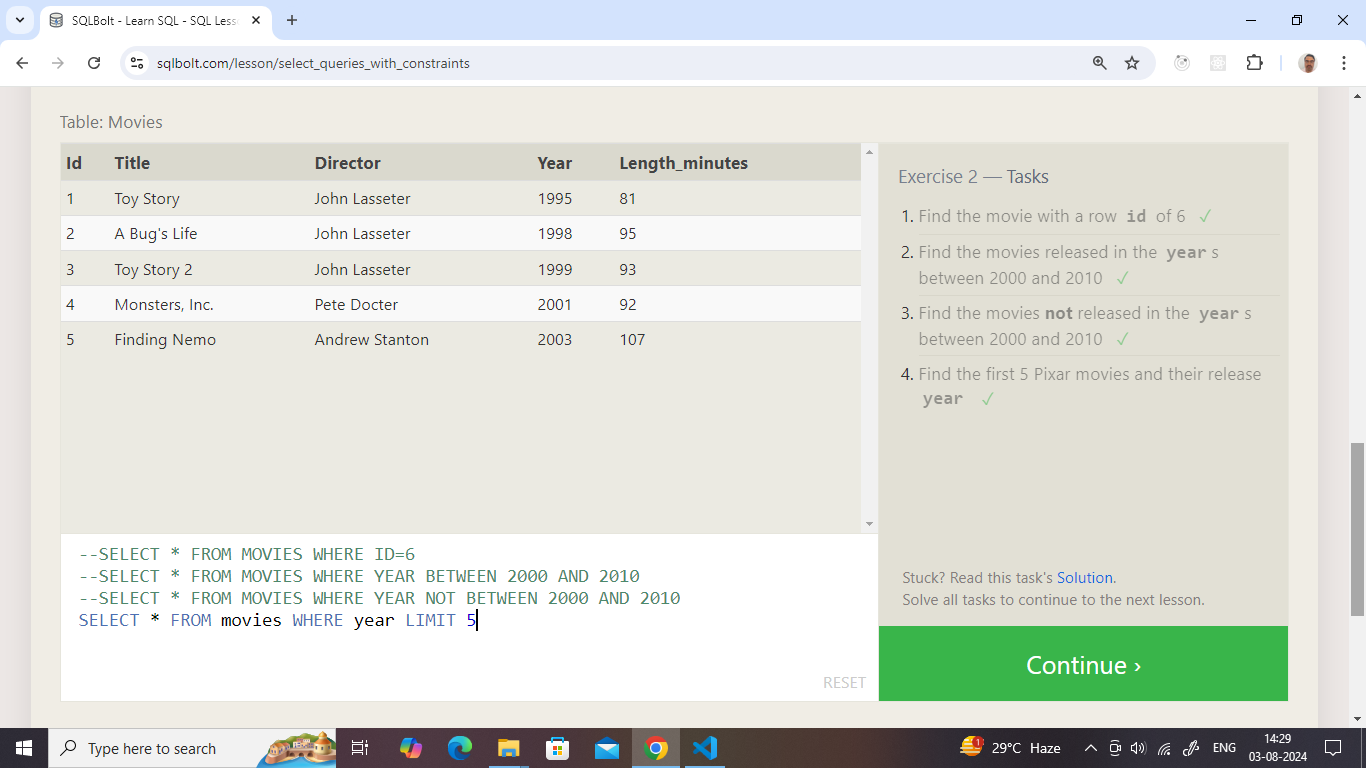 SQLBolt - Learn SQL - SQL Less
sqlbolt.com/lesson/select_queries_with_constraints
Table: Movies
Id Title Director Year Length_minutes
1 Toy Story John Lasseter 1995 81
2 A Bug's Life John Lasseter 1998 95
3 Toy Story 2 John Lasseter 1999 93
4 Monsters, Inc. Pete Docter 2001 92
5 Finding Nemo Andrew Stanton 2003 107
Exercise 2 — Tasks
1. Find the movie with a row id of 6 ✓
2. Find the movies released in the year s
between 2000 and 2010 ✓
3. Find the movies not released in the year s
between 2000 and 2010 ✓
4. Find the first 5 Pixar movies and their release
year ✓
Stuck? Read this task's Solution.
Solve all tasks to continue to the next lesson.
Continue ›
--SELECT * FROM MOVIES WHERE ID=6
--SELECT * FROM MOVIES WHERE YEAR BETWEEN 2000 AND 2010
--SELECT * FROM MOVIES WHERE YEAR NOT BETWEEN 2000 AND 2010
SELECT * FROM movies WHERE year LIMIT 5
RESET
Type here to search
1
29°C Haze
ENG
14:29
03-08-2024